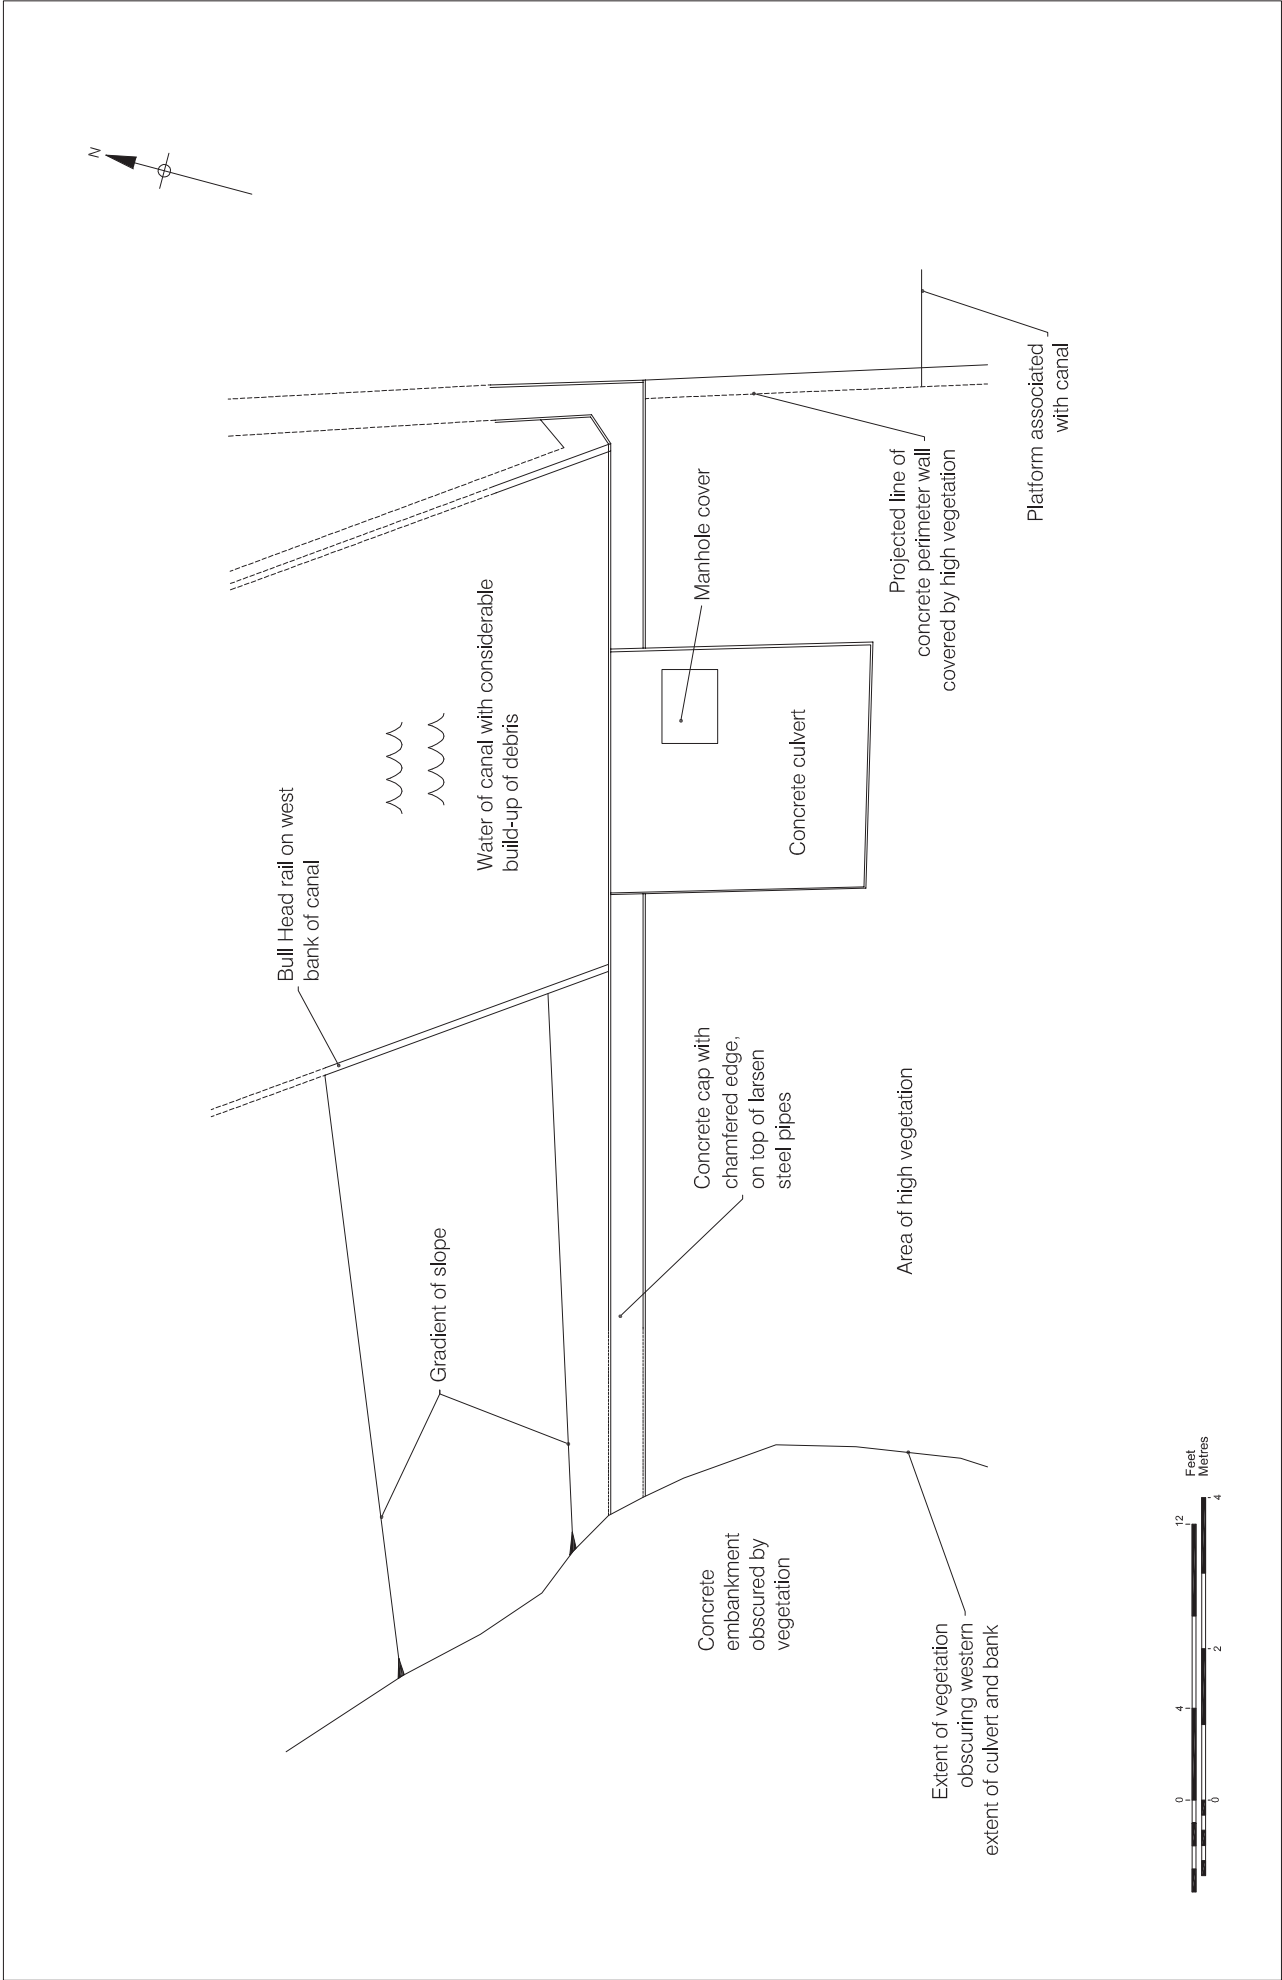 N
Bull Head rail on west
bank of canal
Water of canal with considerable
build-up of debris
Gradient of slope
Manhole cover
Concrete cap with
chamfered edge,
on top of larsen
steel pipes
Concrete culvert
Concrete
embankment
obscured by
vegetation
Area of high vegetation
Projected line of
concrete perimeter wall
covered by high vegetation
Extent of vegetation
obscuring western
extent of culvert and bank
Platform associated
with canal
0
4
12
Feet
Metres
0
2
4